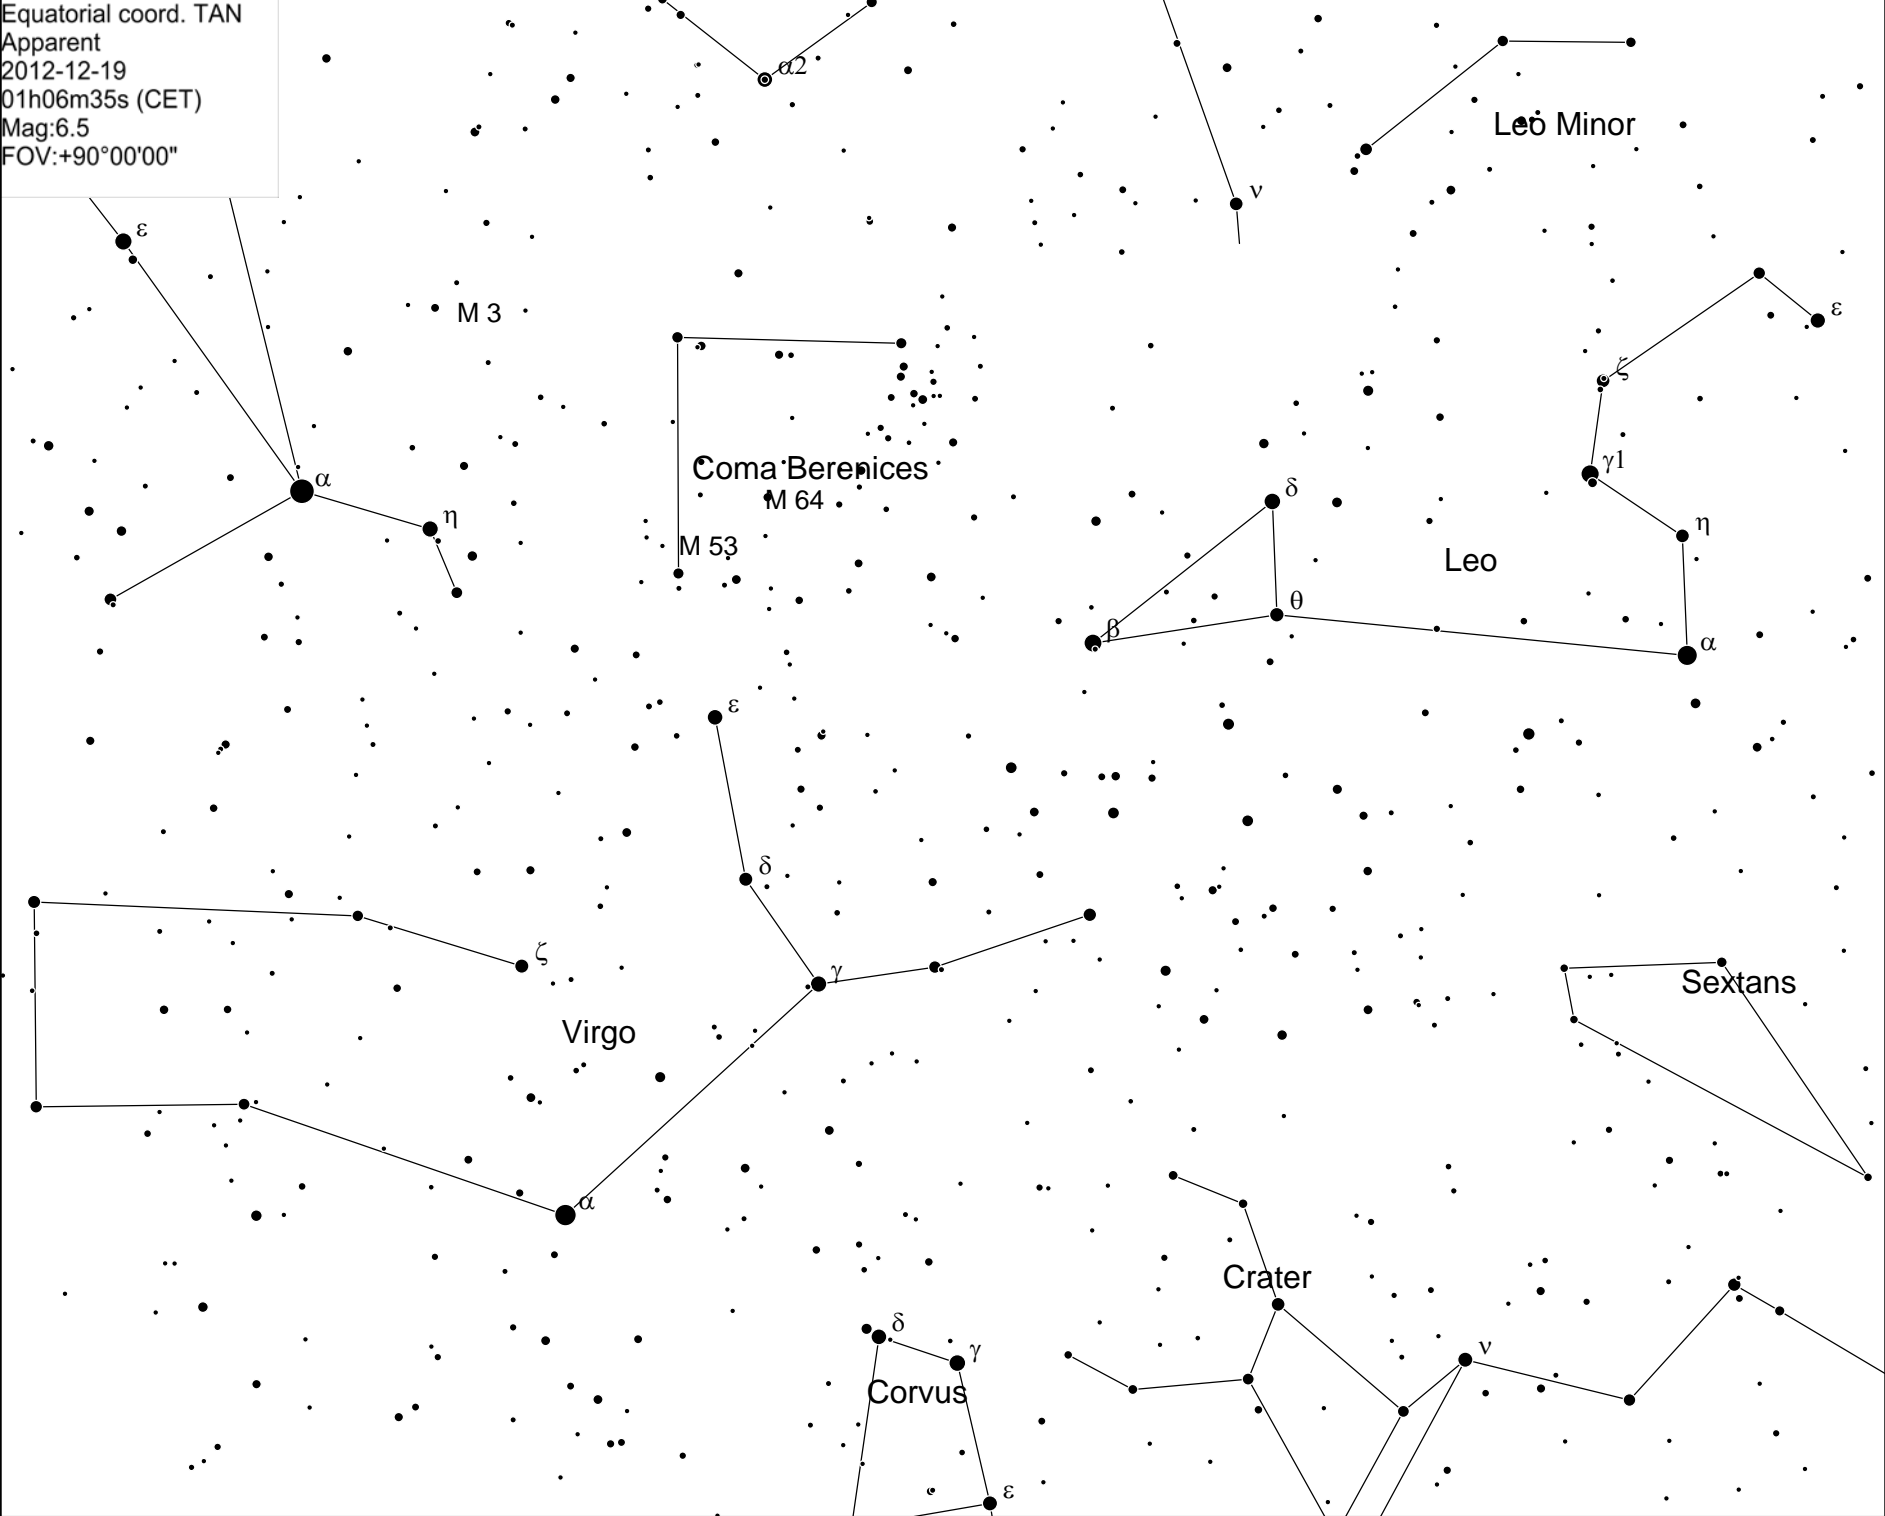 Equatorial coord. TAN
Apparent
2012-12-19
01h06m35s (CET)
Mag:6.5
FOV:+90°00'00"
α2
Leo Minor
ν
ε
M 3
ε
ζ
Coma Berenices
γ1
α
δ
M 64
η
η
M 53
Leo
θ
β
α
ε
δ
ζ
γ
Sextans
Virgo
α
Crater
δ
ν
γ
Corvus
ε